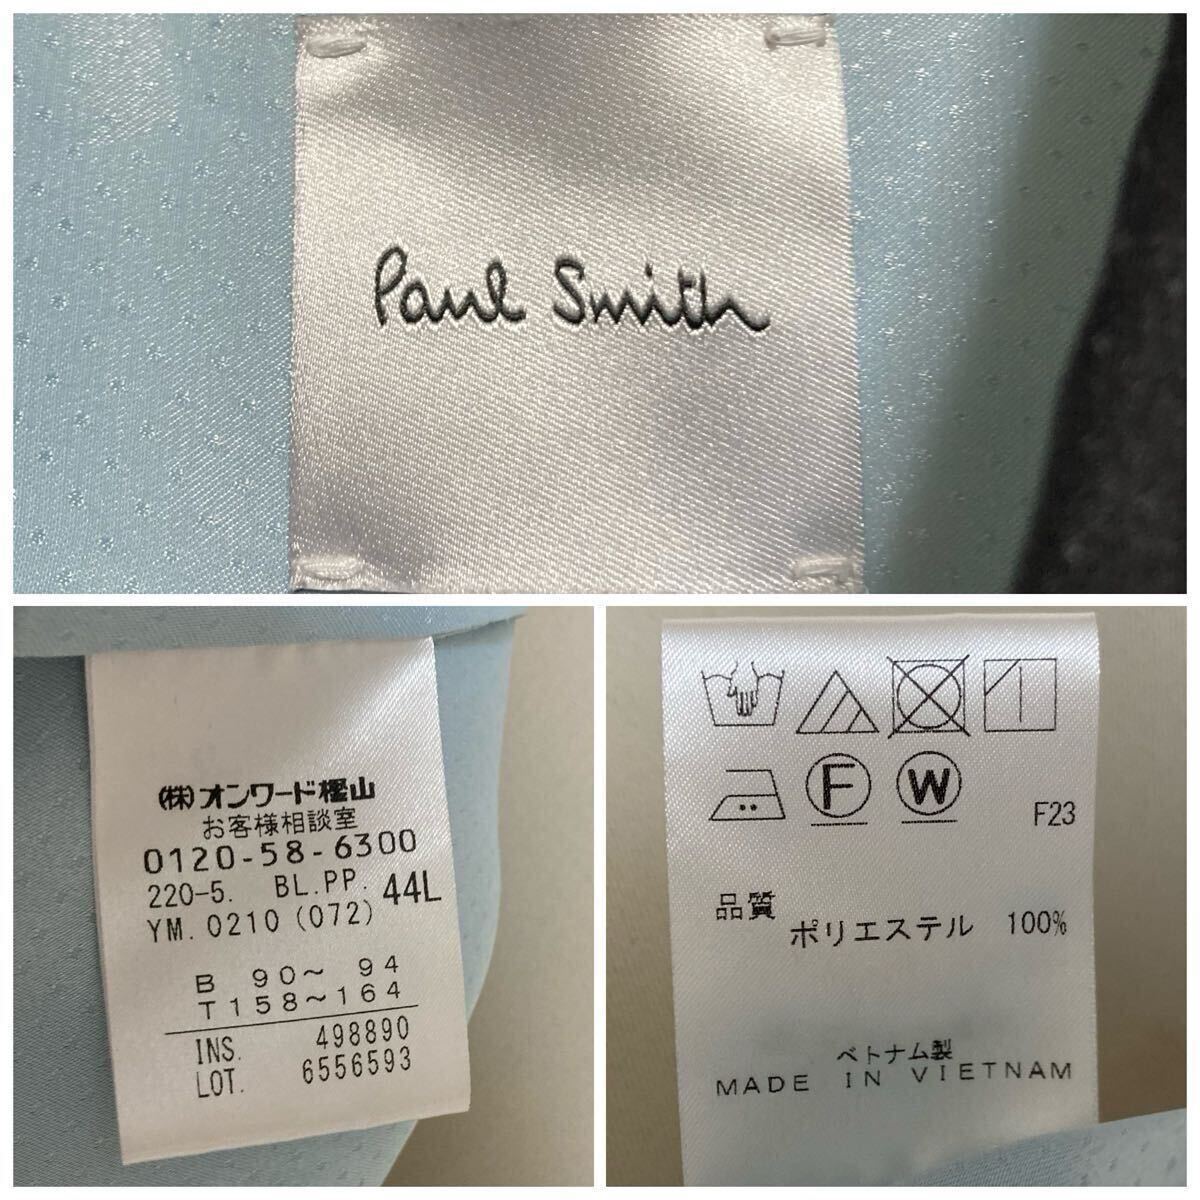 Paul Smith
(株)オンワード樫山
お客様相談室
0120-58-6300
220-5. BL.PP. 44L
YM. 0210 (072)
B 90〜 94
T158〜164
INS. 498890
LOT. 6556593
F W
F23
品質 ポリエステル 100%
ベトナム製
MADE IN VIETNAM